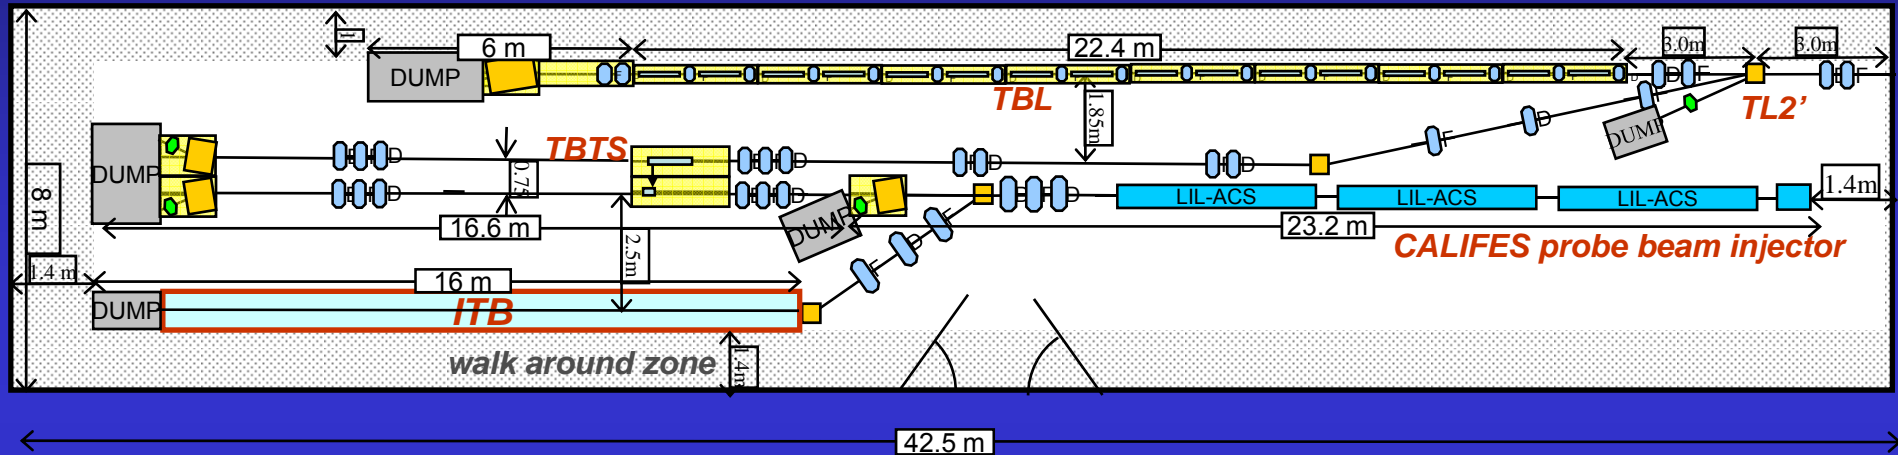 1
6 m
22.4 m
3.0m
3.0m
DUMP
F
D F
F
TBL
1.85m
TL2'
D
DUMP
F
TBTS
D
D
D
D
DUMP
0.75
8 m
D
D
D
LIL-ACS
LIL-ACS
LIL-ACS
1.4m
16.6 m
DUMP
F
23.2 m
2.5m
D
CALIFES probe beam injector
1.4 m
16 m
F
DUMP
ITB
walk around zone
1.4m
42.5 m